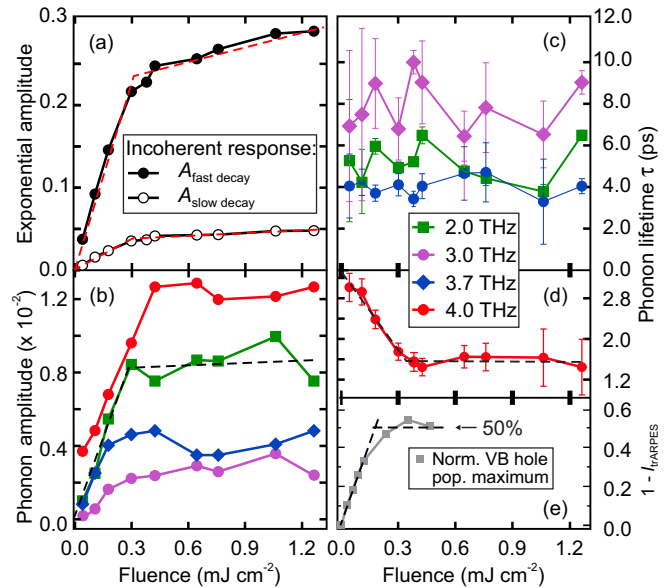 0.3
0.2
0.1
0.0
Exponential amplitude
(a)
Incoherent response:
A fast decay
A slow decay
1.2
0.8
0.4
0.0
Phonon amplitude (x 10⁻²)
(b)
0.0 0.3 0.6 0.9 1.2
Fluence (mJ cm⁻²)
(c)
12.0
10.0
8.0
6.0
4.0
2.0
0.0
Phonon lifetime τ (ps)
2.0 THz
3.0 THz
3.7 THz
4.0 THz
(d)
2.8
2.0
1.2
50%
Norm. VB hole
pop. maximum
(e)
0.6
0.4
0.2
0.0
1 - I trARPES
0.0 0.3 0.6 0.9 1.2
Fluence (mJ cm⁻²)